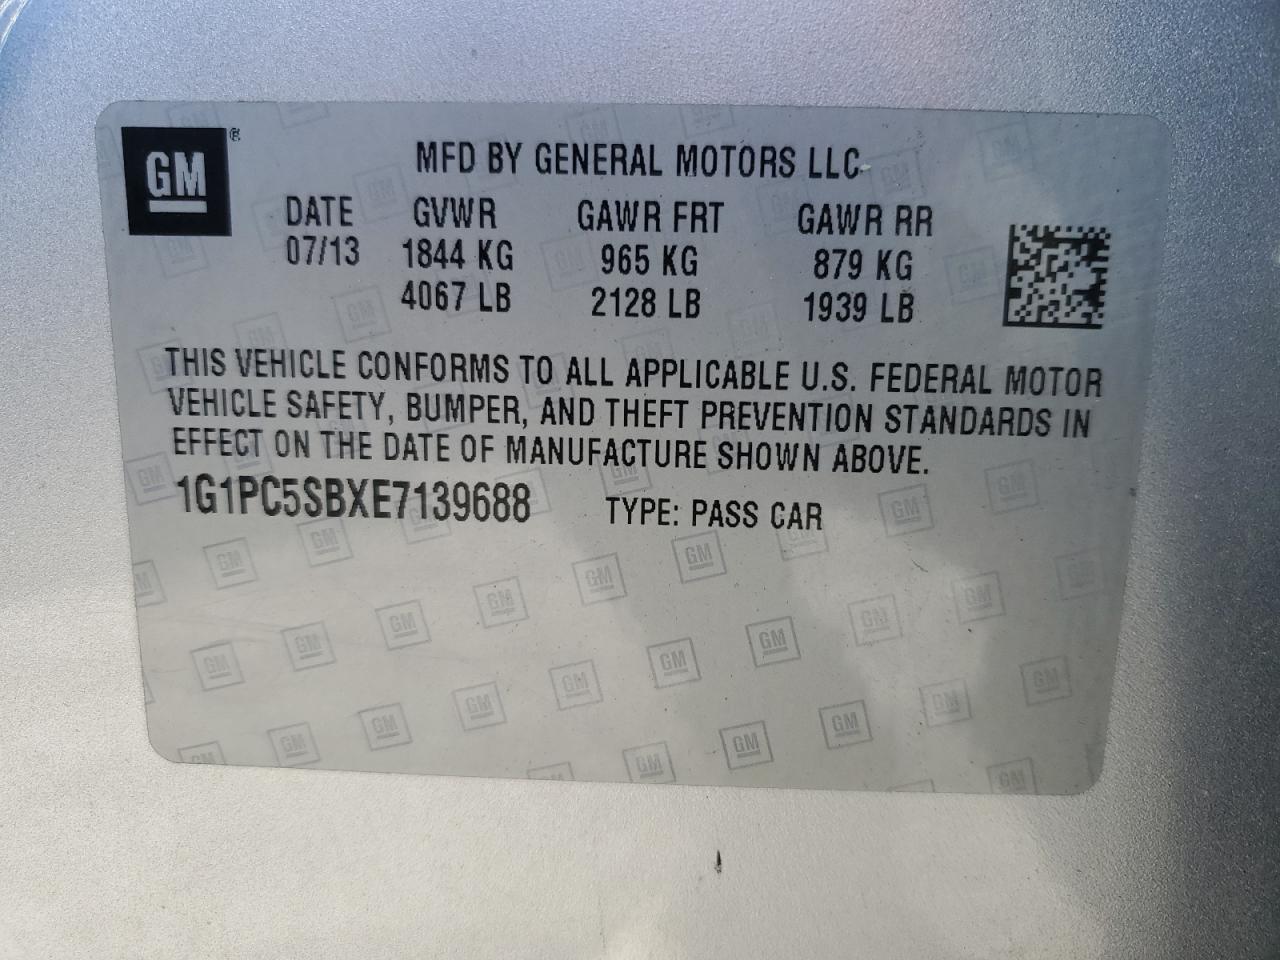 GM®
MFD BY GENERAL MOTORS LLC
DATE GVWR GAWR FRT GAWR RR
07/13 1844 KG 965 KG 879 KG
4067 LB 2128 LB 1939 LB
THIS VEHICLE CONFORMS TO ALL APPLICABLE U.S. FEDERAL MOTOR
VEHICLE SAFETY, BUMPER, AND THEFT PREVENTION STANDARDS IN
EFFECT ON THE DATE OF MANUFACTURE SHOWN ABOVE.
1G1PC5SBXE7139688 TYPE: PASS CAR